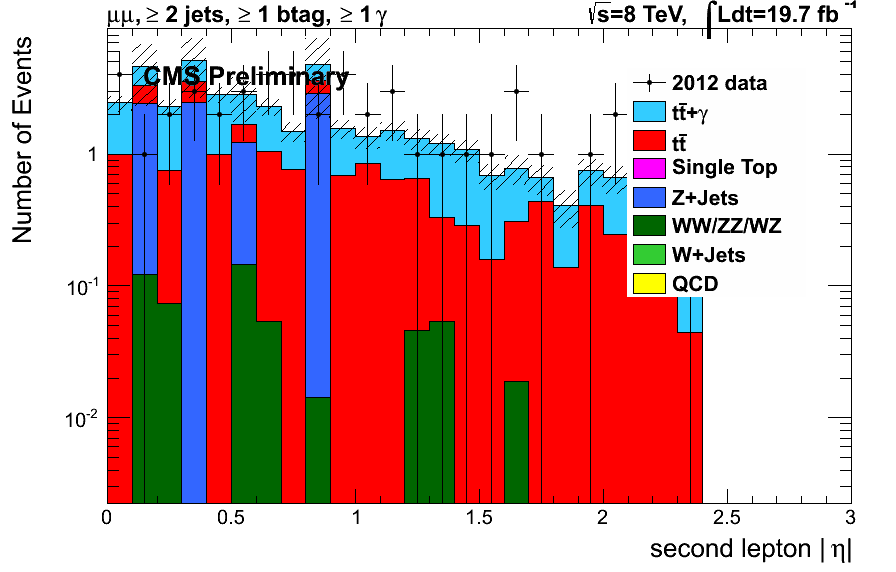 μμ, ≥ 2 jets, ≥ 1 btag, ≥ 1 γ
√s=8 TeV, ∫Ldt=19.7 fb⁻¹
CMS Preliminary
2012 data
tt̄+γ
tt̄
Single Top
Z+Jets
WW/ZZ/WZ
W+Jets
QCD
Number of Events
1
10⁻¹
10⁻²
0 0.5 1 1.5 2 2.5 3
second lepton |η|